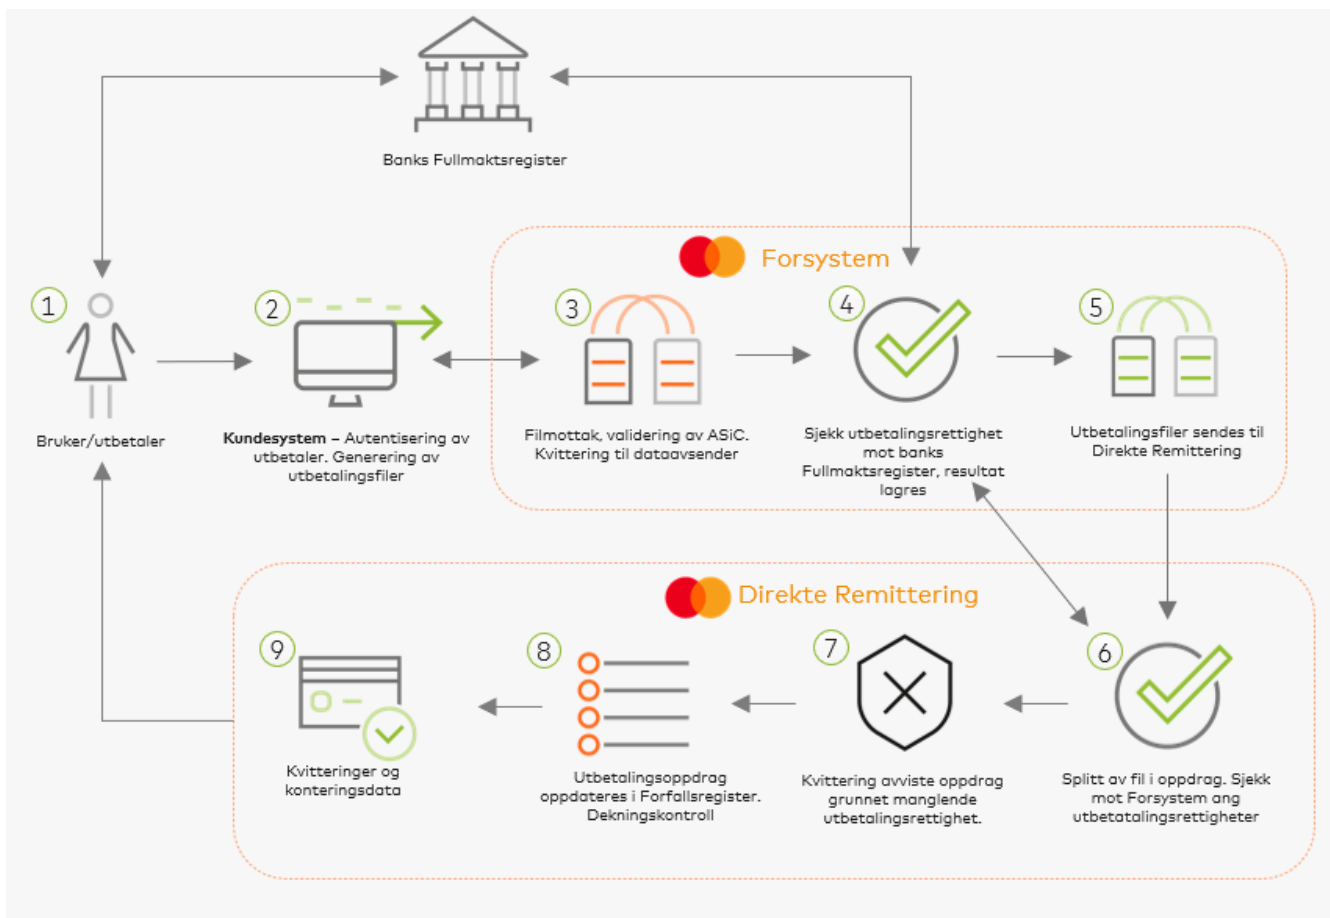 Banks Fullmaktsregister
Forsystem
1
2
3
4
5
Bruker/utbetaler
Kundesystem – Autentisering av
utbetaler. Generering av
utbetalingsfiler
Filmottak, validering av ASiC.
Kvittering til dataavsender
Sjekk utbetalingsrettighet
mot banks
Fullmaktsregister, resultat
lagres
Utbetalingsfiler sendes til
Direkte Remittering
Direkte Remittering
9
8
7
6
Kvitteringer og
konteringsdata
Utbetalingsoppdrag
oppdateres i Forfallsregister.
Dekningskontroll
Kvittering avviste oppdrag
grunnet manglende
utbetalingsrettighet.
Splitt av fil i oppdrag. Sjekk
mot Forsystem ang
utbetatalingsrettigheter